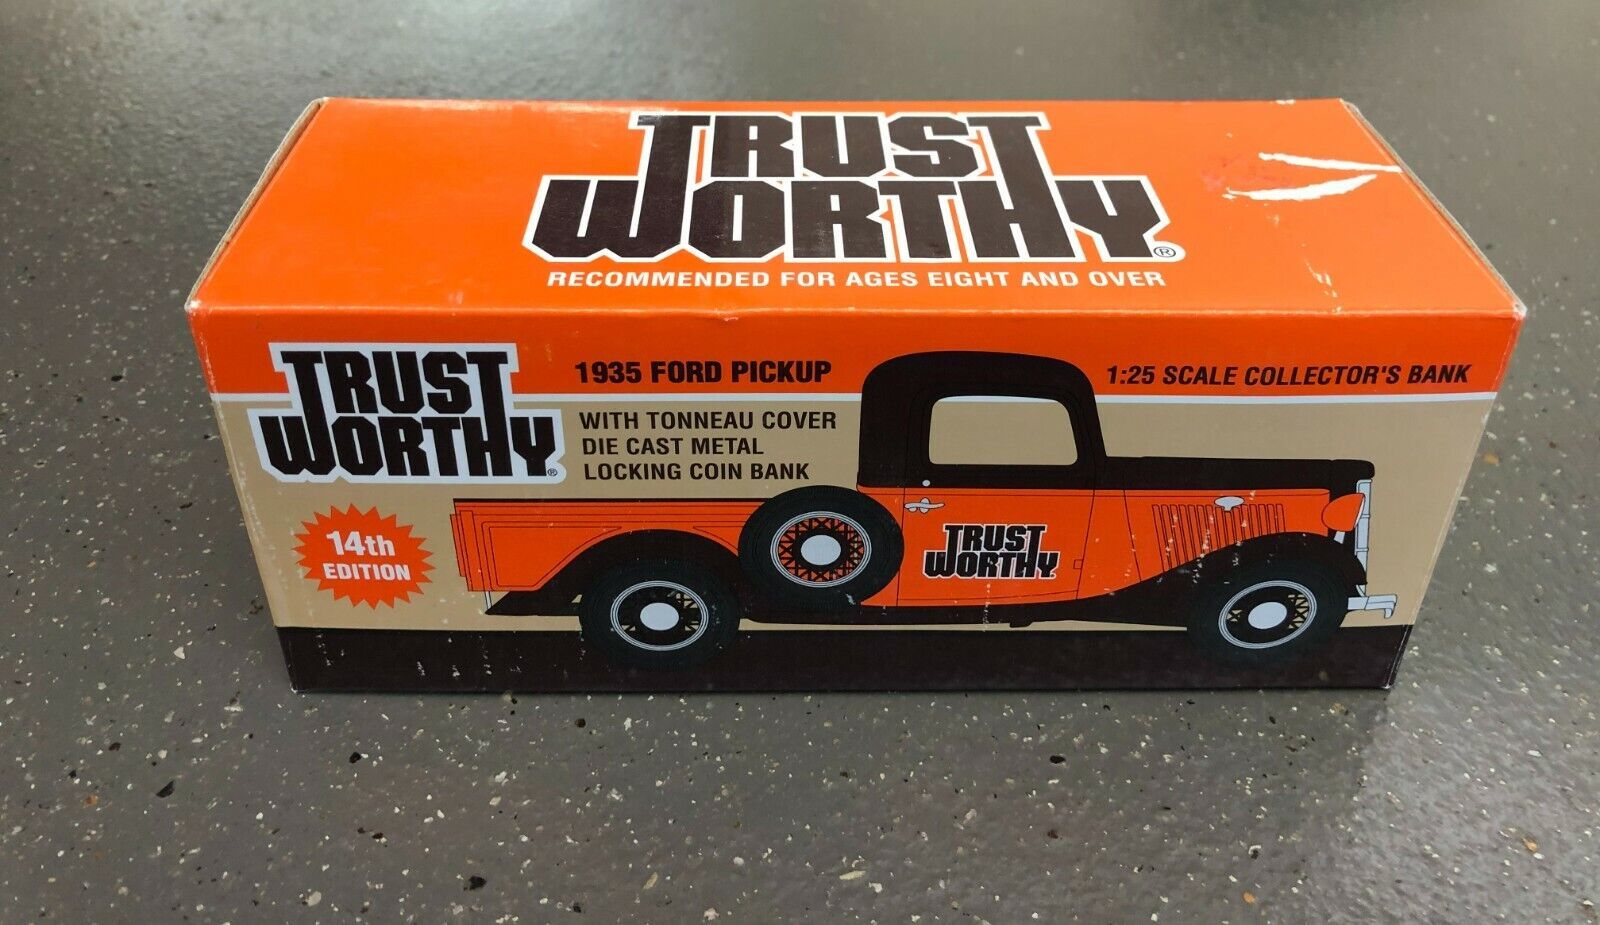 TRUST
WORTHY®
RECOMMENDED FOR AGES EIGHT AND OVER
TRUST
WORTHY®
1935 FORD PICKUP
1:25 SCALE COLLECTOR'S BANK
WITH TONNEAU COVER
DIE CAST METAL
LOCKING COIN BANK
14th
EDITION
TRUST
WORTHY